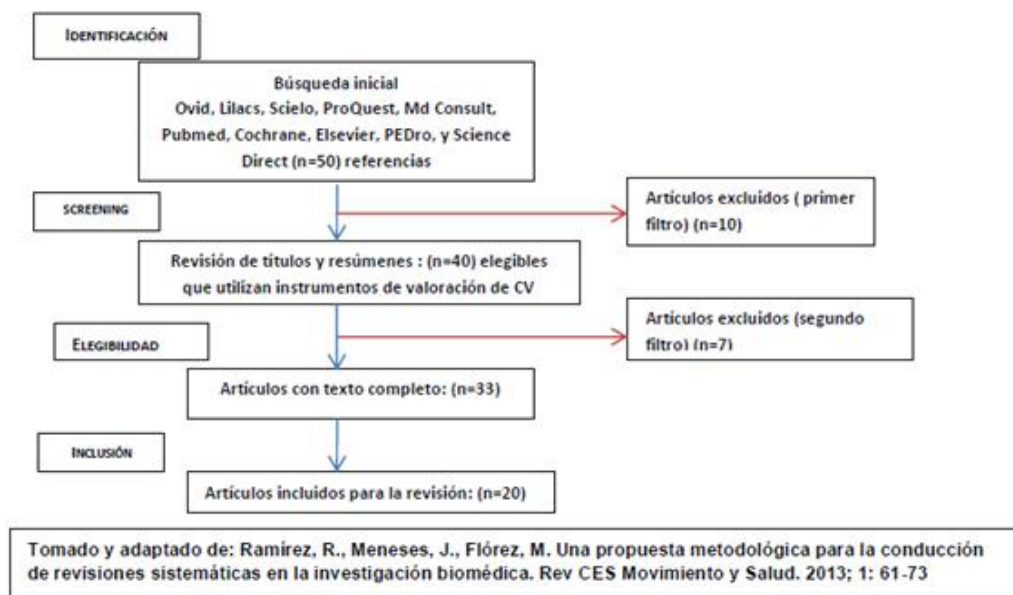 IDENTIFICACIÓN
Búsqueda inicial
Ovid, Lilacs, Scielo, ProQuest, Md Consult,
Pubmed, Cochrane, Elsevier, PEDro, y Science
Direct (n=50) referencias
SCREENING
Artículos excluidos ( primer
filtro) (n=10)
Revisión de títulos y resúmenes : (n=40) elegibles
que utilizan instrumentos de valoración de CV
Artículos excluidos (segundo
filtro) (n=7)
ELEGIBILIDAD
Artículos con texto completo: (n=33)
INCLUSIÓN
Artículos incluidos para la revisión: (n=20)
Tomado y adaptado de: Ramírez, R., Meneses, J., Flórez, M. Una propuesta metodológica para la conducción
de revisiones sistemáticas en la investigación biomédica. Rev CES Movimiento y Salud. 2013; 1: 61-73